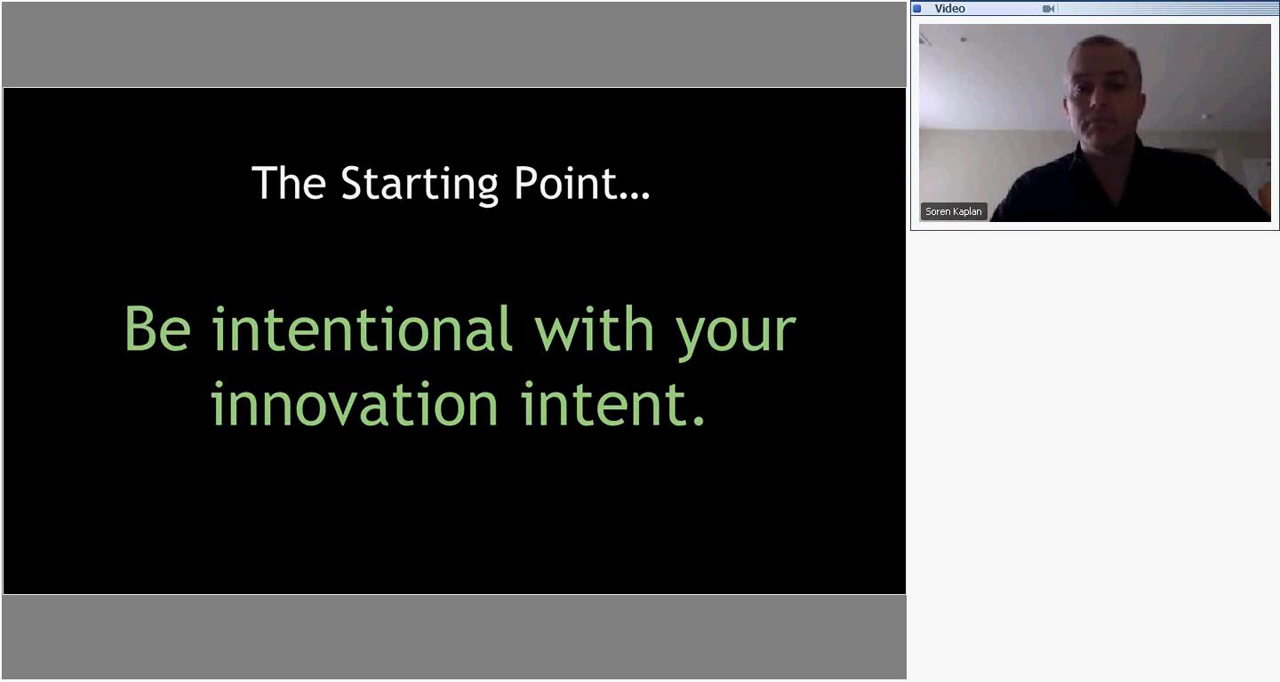 The Starting Point…
Be intentional with your
innovation intent.
Video
Soren Kaplan